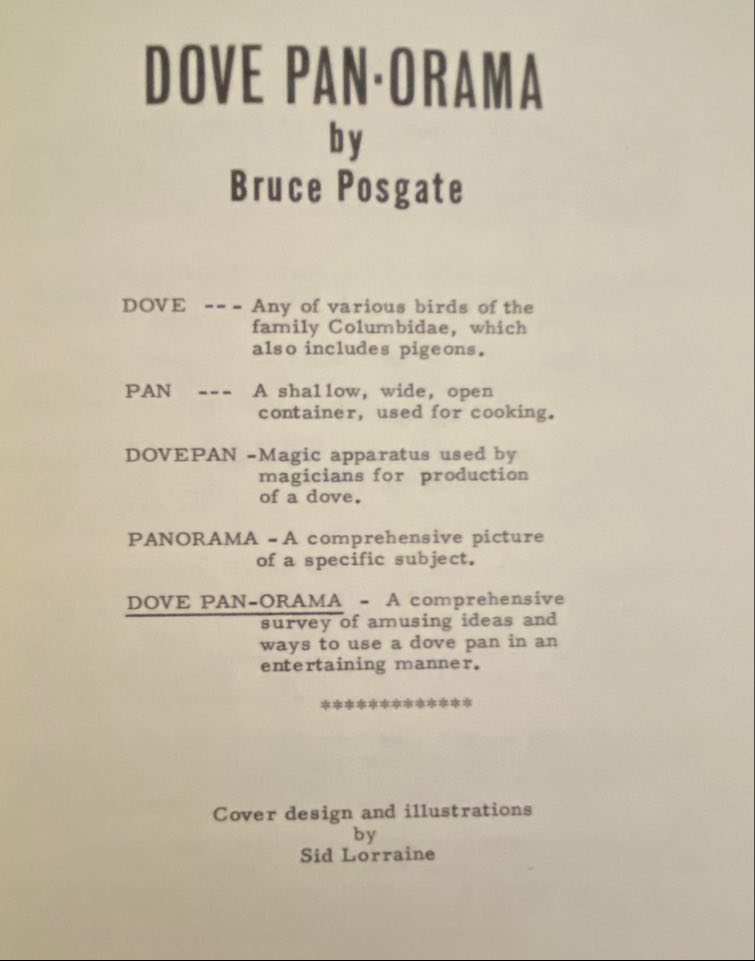 DOVE PAN·ORAMA
by
Bruce Posgate
DOVE --- Any of various birds of the
family Columbidae, which
also includes pigeons.
PAN --- A shallow, wide, open
container, used for cooking.
DOVEPAN -Magic apparatus used by
magicians for production
of a dove.
PANORAMA - A comprehensive picture
of a specific subject.
DOVE PAN-ORAMA - A comprehensive
survey of amusing ideas and
ways to use a dove pan in an
entertaining manner.
*************
Cover design and illustrations
by
Sid Lorraine